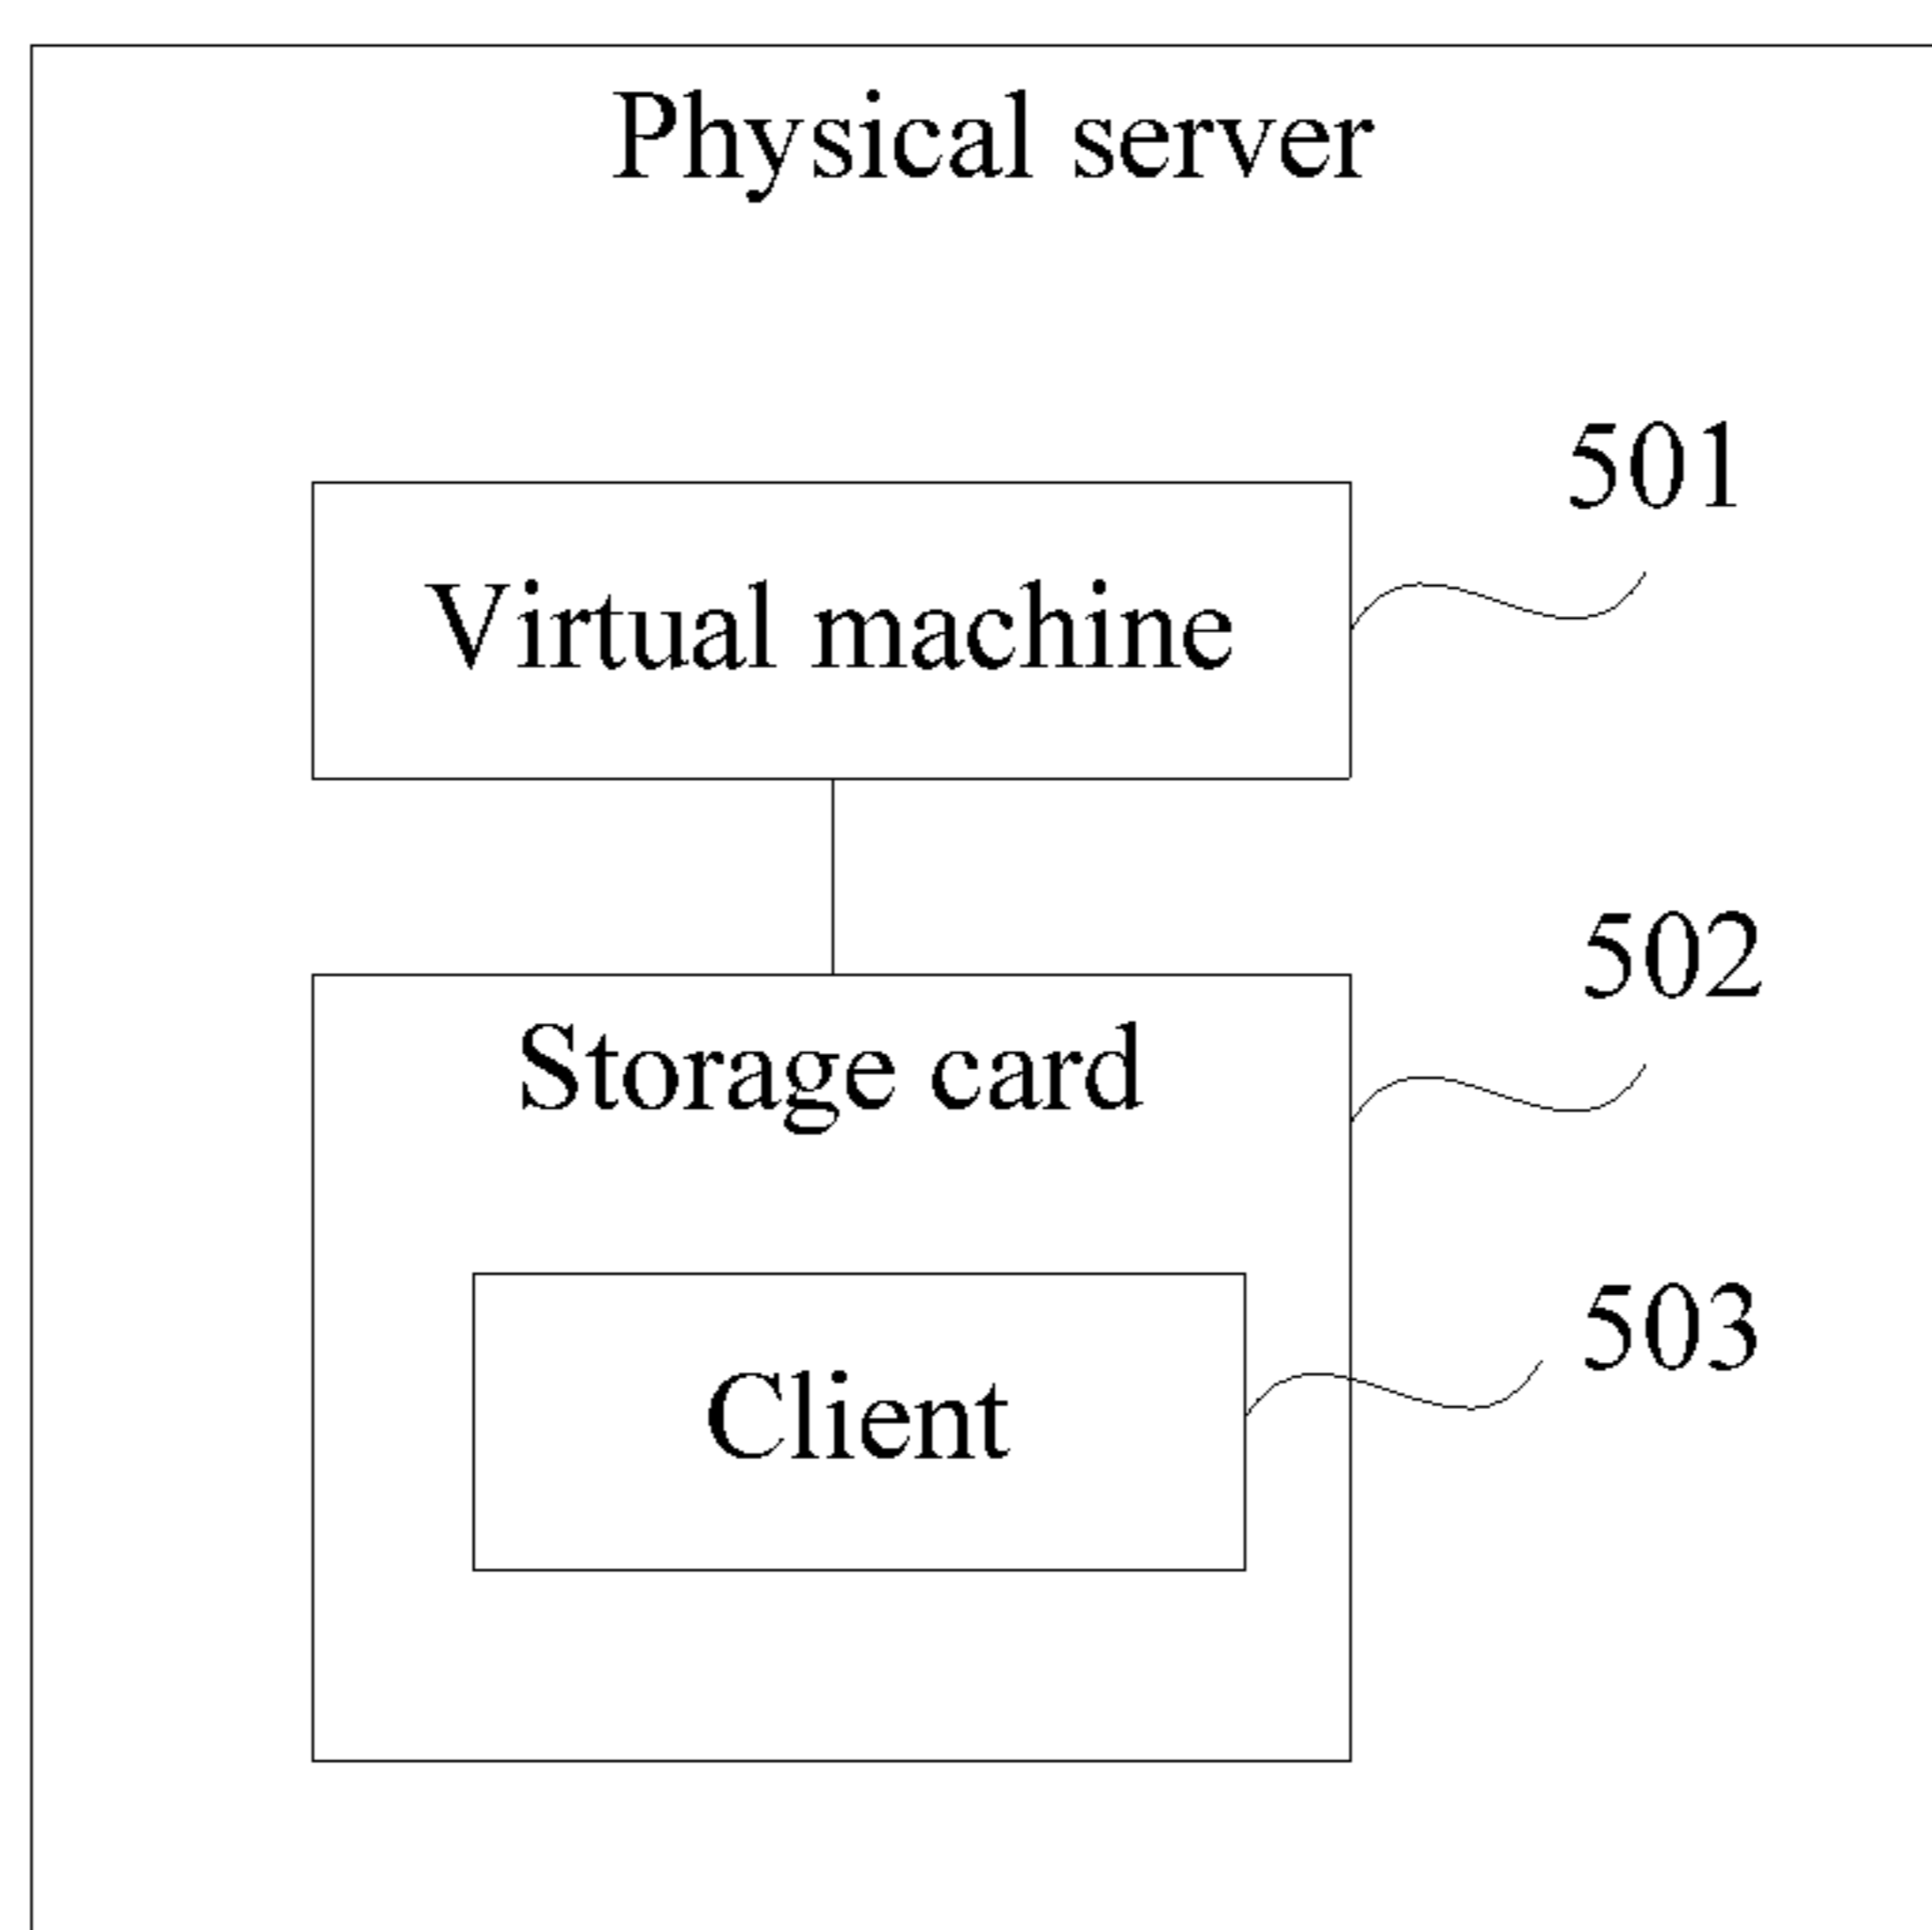 Physical server
501
Virtual machine
502
Storage card
503
Client